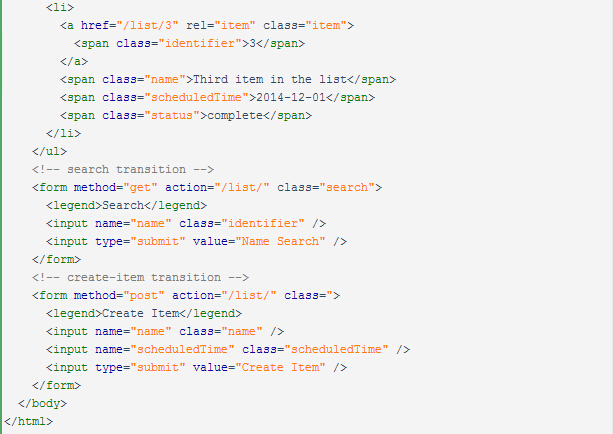 <li>
<a href="/list/3" rel="item" class="item">
<span class="identifier">3</span>
</a>
<span class="name">Third item in the list</span>
<span class="scheduledTime">2014-12-01</span>
<span class="status">complete</span>
</li>
</ul>
<!-- search transition -->
<form method="get" action="/list/" class="search">
<legend>Search</legend>
<input name="name" class="identifier" />
<input type="submit" value="Name Search" />
</form>
<!-- create-item transition -->
<form method="post" action="/list/" class=">
<legend>Create Item</legend>
<input name="name" class="name" />
<input name="scheduledTime" class="scheduledTime" />
<input type="submit" value="Create Item" />
</form>
</body>
</html>